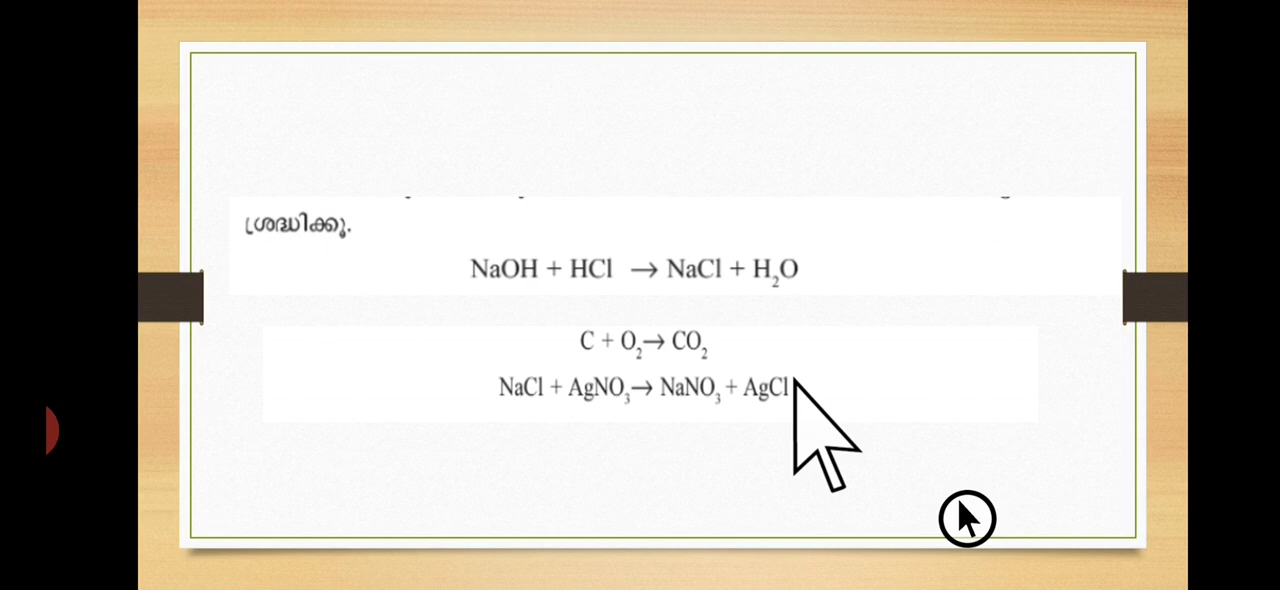 ശ്രദ്ധിക്കൂ.
NaOH + HCl → NaCl + H₂O
C + O₂→ CO₂
NaCl + AgNO₃→ NaNO₃ + AgCl